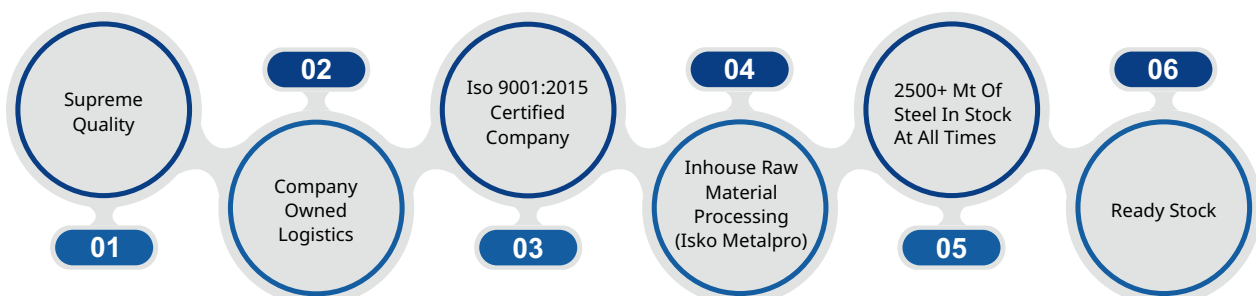 Supreme
Quality
01
02
Company
Owned
Logistics
Iso 9001:2015
Certified
Company
03
04
Inhouse Raw
Material
Processing
(Isko Metalpro)
2500+ Mt Of
Steel In Stock
At All Times
05
06
Ready Stock